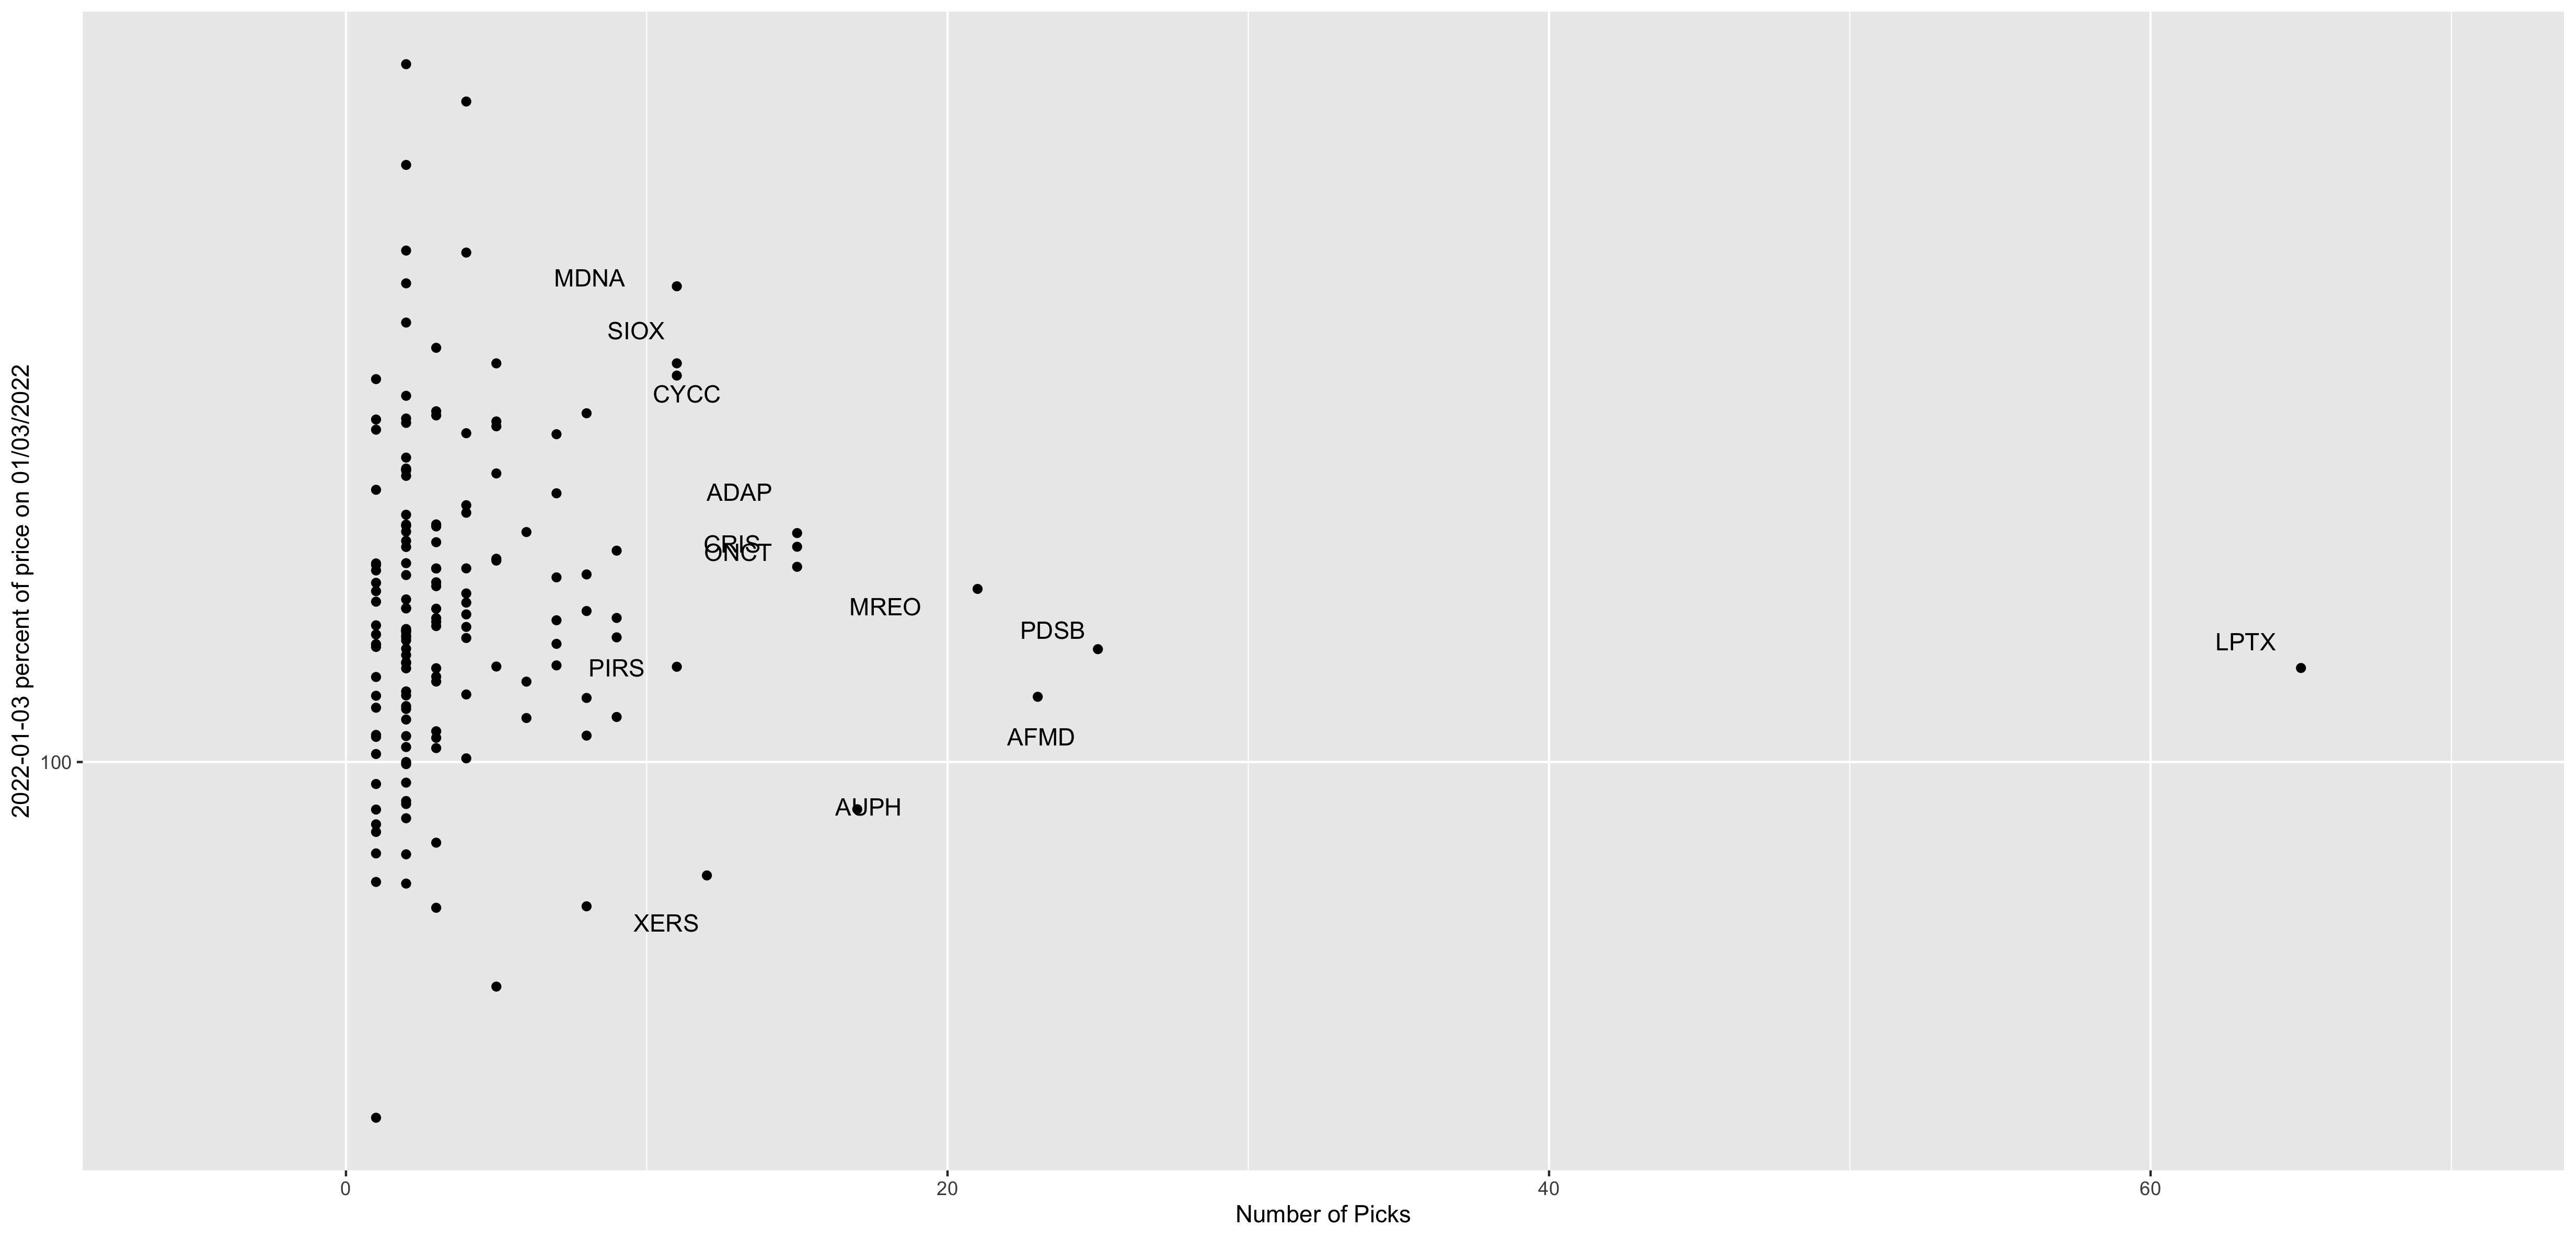 2022-01-03 percent of price on 01/03/2022
MDNA
SIOX
CYCC
ADAP
CRIS
ONCT
MREO
PDSB
LPTX
PIRS
AFMD
100
AUPH
XERS
0 20 40 60
Number of Picks